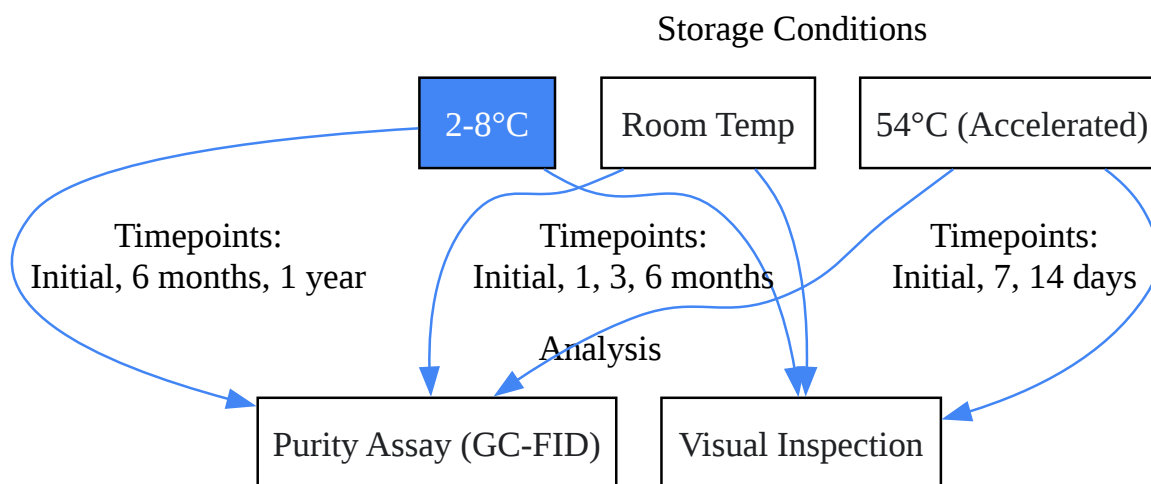 Storage Conditions
2-8°C
Room Temp
54°C (Accelerated)
Timepoints:
Initial, 6 months, 1 year
Timepoints:
Initial, 1, 3, 6 months
Timepoints:
Initial, 7, 14 days
Analysis
Purity Assay (GC-FID)
Visual Inspection